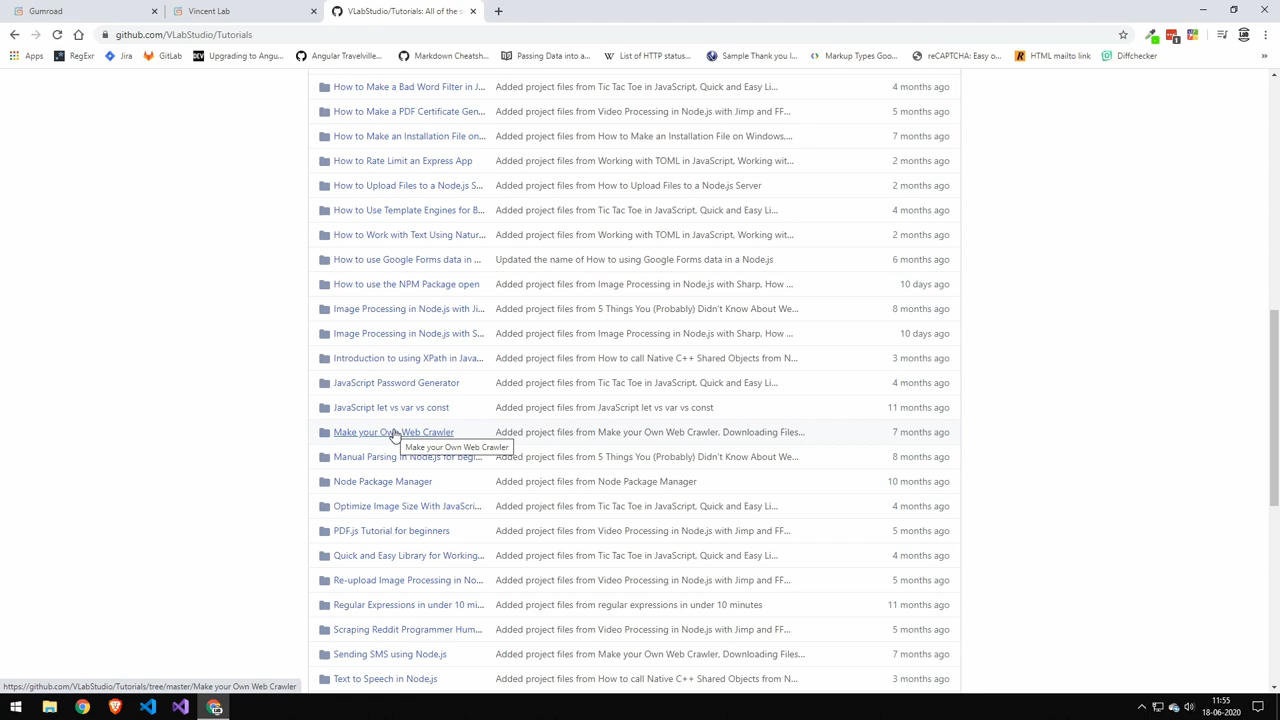 Gumroad
Vincent Lab
VLabStudio/Tutorials: All of the s
github.com/VLabStudio/Tutorials
Apps RegExr Jira GitLab Upgrading to Angu... Angular Travelville... Markdown Cheatsh... Passing Data into a... List of HTTP status... Sample Thank you l... Markup Types Goo... reCAPTCHA: Easy o... HTML mailto link Diffchecker
How to Make a Bad Word Filter in J... Added project files from Tic Tac Toe in JavaScript, Quick and Easy Li... 4 months ago
How to Make a PDF Certificate Gen... Added project files from Video Processing in Node.js with Jimp and FF... 5 months ago
How to Make an Installation File on... Added project files from How to Make an Installation File on Windows,... 7 months ago
How to Rate Limit an Express App Added project files from Working with TOML in JavaScript, Working wit... 2 months ago
How to Upload Files to a Node.js S... Added project files from How to Upload Files to a Node.js Server 2 months ago
How to Use Template Engines for B... Added project files from Tic Tac Toe in JavaScript, Quick and Easy Li... 4 months ago
How to Work with Text Using Natur... Added project files from Working with TOML in JavaScript, Working wit... 2 months ago
How to use Google Forms data in ... Updated the name of How to using Google Forms data in a Node.js 6 months ago
How to use the NPM Package open Added project files from Image Processing in Node.js with Sharp, How ... 10 days ago
Image Processing in Node.js with Ji... Added project files from 5 Things You (Probably) Didn't Know About We... 8 months ago
Image Processing in Node.js with S... Added project files from Image Processing in Node.js with Sharp, How ... 10 days ago
Introduction to using XPath in Java... Added project files from How to call Native C++ Shared Objects from N... 3 months ago
JavaScript Password Generator Added project files from Tic Tac Toe in JavaScript, Quick and Easy Li... 4 months ago
JavaScript let vs var vs const Added project files from JavaScript let vs var vs const 11 months ago
Make your Own Web Crawler Added project files from Make your Own Web Crawler, Downloading Files... 7 months ago
Make your Own Web Crawler
Manual Parsing in Node.js for begi... Added project files from 5 Things You (Probably) Didn't Know About We... 8 months ago
Node Package Manager Added project files from Node Package Manager 10 months ago
Optimize Image Size With JavaScri... Added project files from Tic Tac Toe in JavaScript, Quick and Easy Li... 4 months ago
PDF.js Tutorial for beginners Added project files from Video Processing in Node.js with Jimp and FF... 5 months ago
Quick and Easy Library for Working... Added project files from Tic Tac Toe in JavaScript, Quick and Easy Li... 4 months ago
Re-upload Image Processing in No... Added project files from Video Processing in Node.js with Jimp and FF... 5 months ago
Regular Expressions in under 10 mi... Added project files from regular expressions in under 10 minutes 11 months ago
Scraping Reddit Programmer Hum... Added project files from Video Processing in Node.js with Jimp and FF... 5 months ago
Sending SMS using Node.js Added project files from Make your Own Web Crawler, Downloading Files... 7 months ago
Text to Speech in Node.js Added project files from How to call Native C++ Shared Objects from N... 3 months ago
https://github.com/VLabStudio/Tutorials/tree/master/Make your Own Web Crawler
11:55
18-06-2020